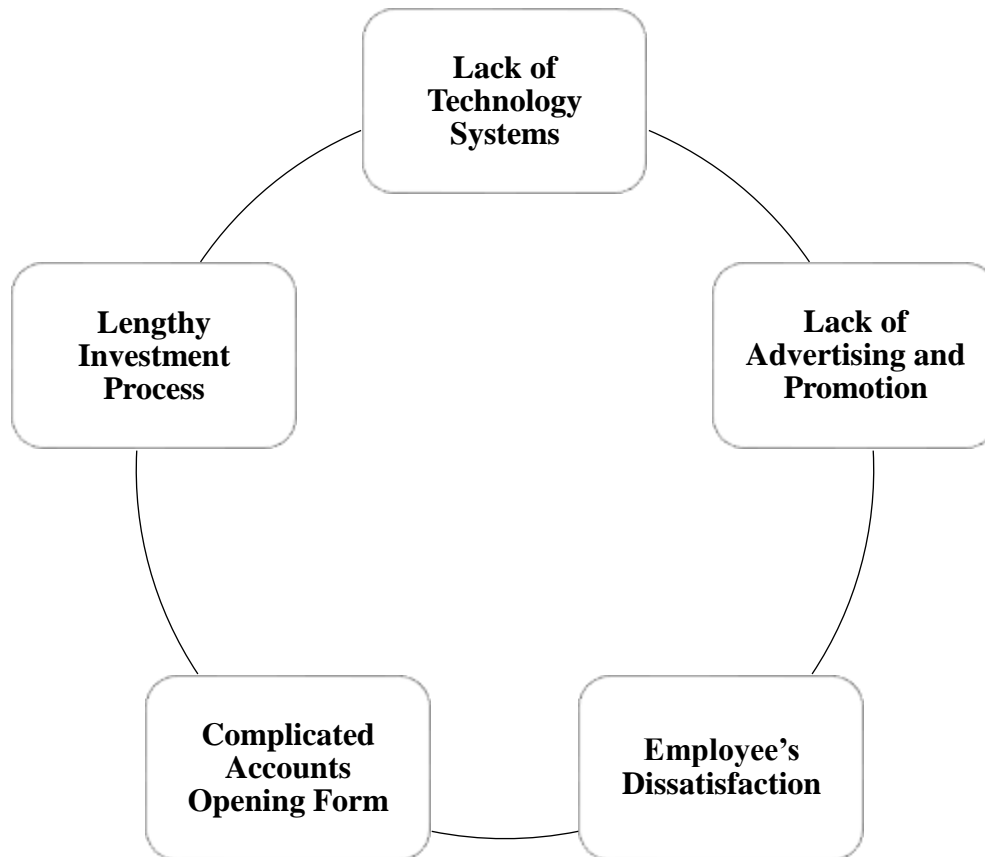 Lack of
Technology
Systems
Lack of
Advertising and
Promotion
Employee’s
Dissatisfaction
Complicated
Accounts
Opening Form
Lengthy
Investment
Process